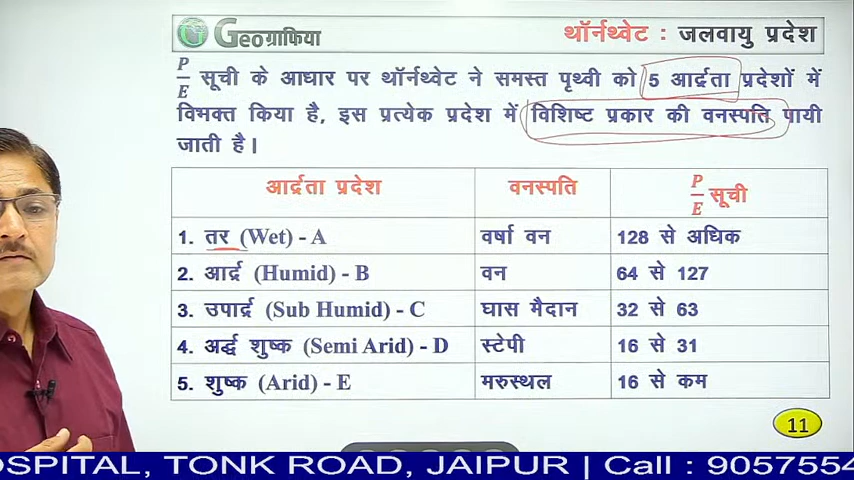 Geoग्राफिया
थॉर्नथ्वेट : जलवायु प्रदेश
P/E सूची के आधार पर थॉर्नथ्वेट ने समस्त पृथ्वी को 5 आर्द्रता प्रदेशों में
विभक्त किया है, इस प्रत्येक प्रदेश में विशिष्ट प्रकार की वनस्पति पायी
जाती है।
आर्द्रता प्रदेश वनस्पति P/E सूची
1. तर (Wet) - A वर्षा वन 128 से अधिक
2. आर्द्र (Humid) - B वन 64 से 127
3. उपार्द्र (Sub Humid) - C घास मैदान 32 से 63
4. अर्द्ध शुष्क (Semi Arid) - D स्टेपी 16 से 31
5. शुष्क (Arid) - E मरुस्थल 16 से कम
11
OSPITAL, TONK ROAD, JAIPUR | Call : 9057554